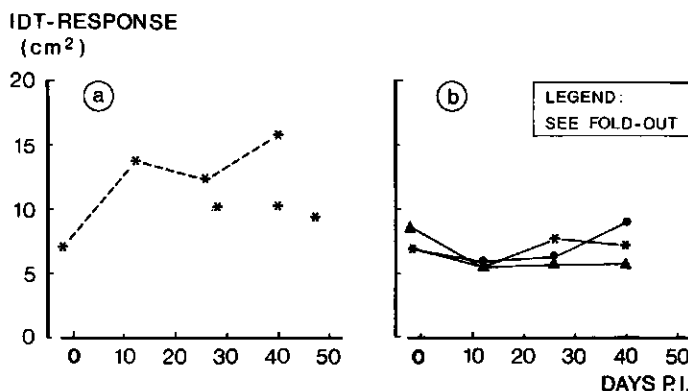 IDT-RESPONSE
(cm²)
20
15
10
5
0
a
b
LEGEND:
SEE FOLD-OUT
0 10 20 30 40 50
0 10 20 30 40
DAYS P.I.